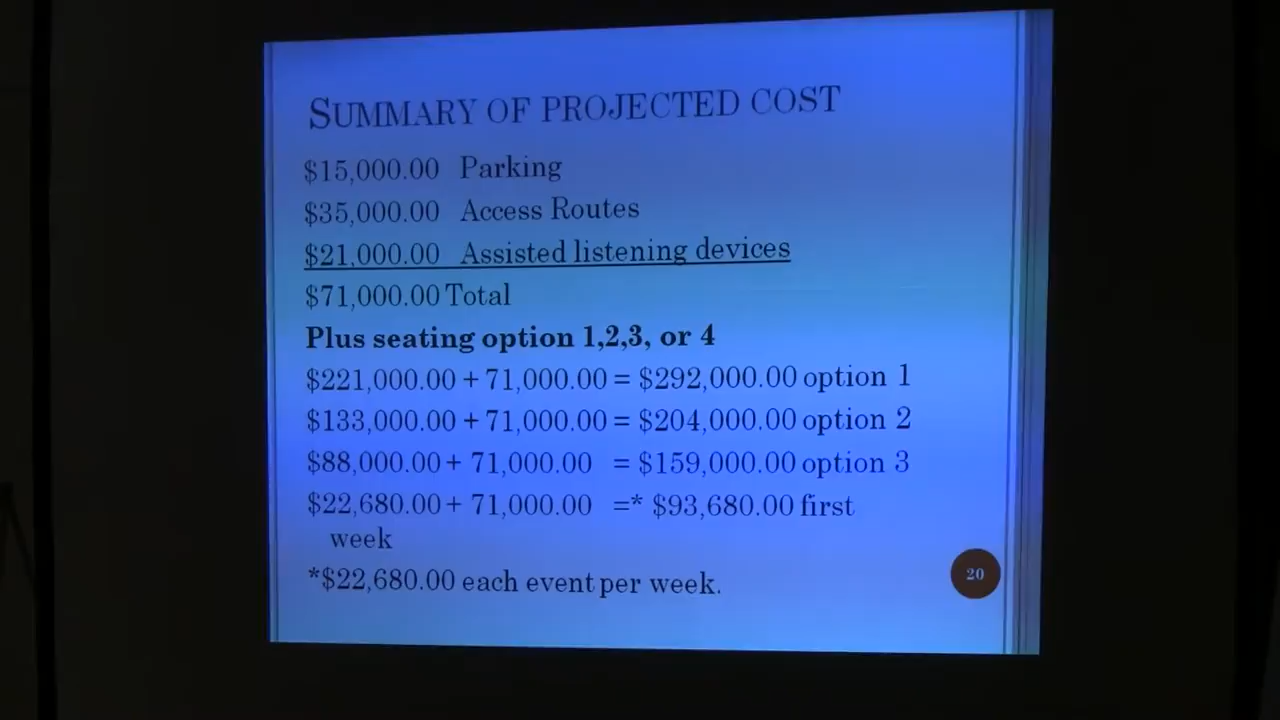 SUMMARY OF PROJECTED COST
$15,000.00 Parking
$35,000.00 Access Routes
$21,000.00 Assisted listening devices
$71,000.00 Total
Plus seating option 1,2,3, or 4
$221,000.00 + 71,000.00 = $292,000.00 option 1
$133,000.00 + 71,000.00 = $204,000.00 option 2
$88,000.00 + 71,000.00 = $159,000.00 option 3
$22,680.00 + 71,000.00 =* $93,680.00 first
week
*$22,680.00 each event per week.
20